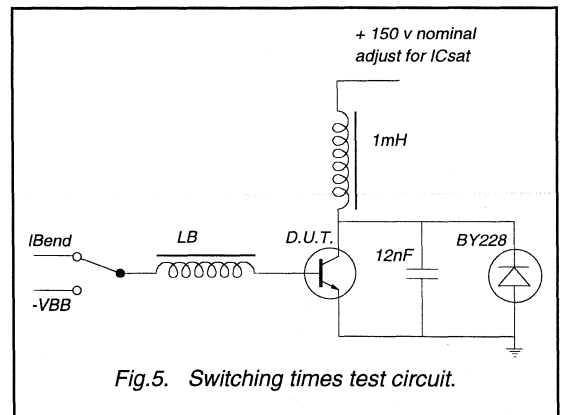 + 150 v nominal
adjust for ICsat
1mH
IBend
LB
D.U.T.
12nF
BY228
-VBB
Fig.5. Switching times test circuit.